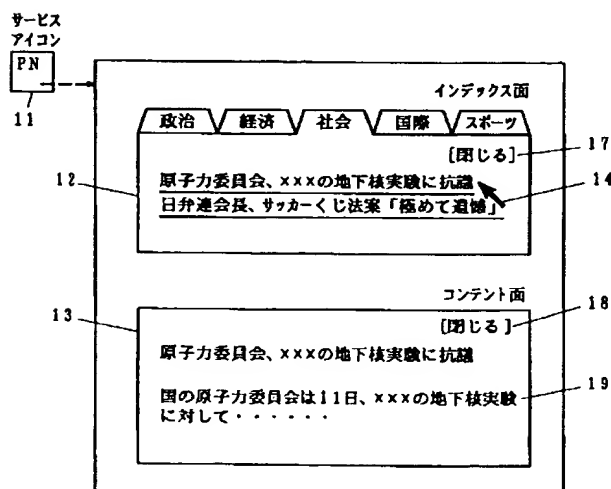 サービス
アイコン
PN
11
インデックス面
政治 経済 社会 国際 スポーツ
[閉じる]
17
12
原子力委員会、×××の地下核実験に抗議
14
日弁連会長、サッカーくじ法案「極めて遺憾」
コンテント面
13
[閉じる]
18
原子力委員会、×××の地下核実験に抗議
国の原子力委員会は11日、×××の地下核実験
19
に対して・・・・・・